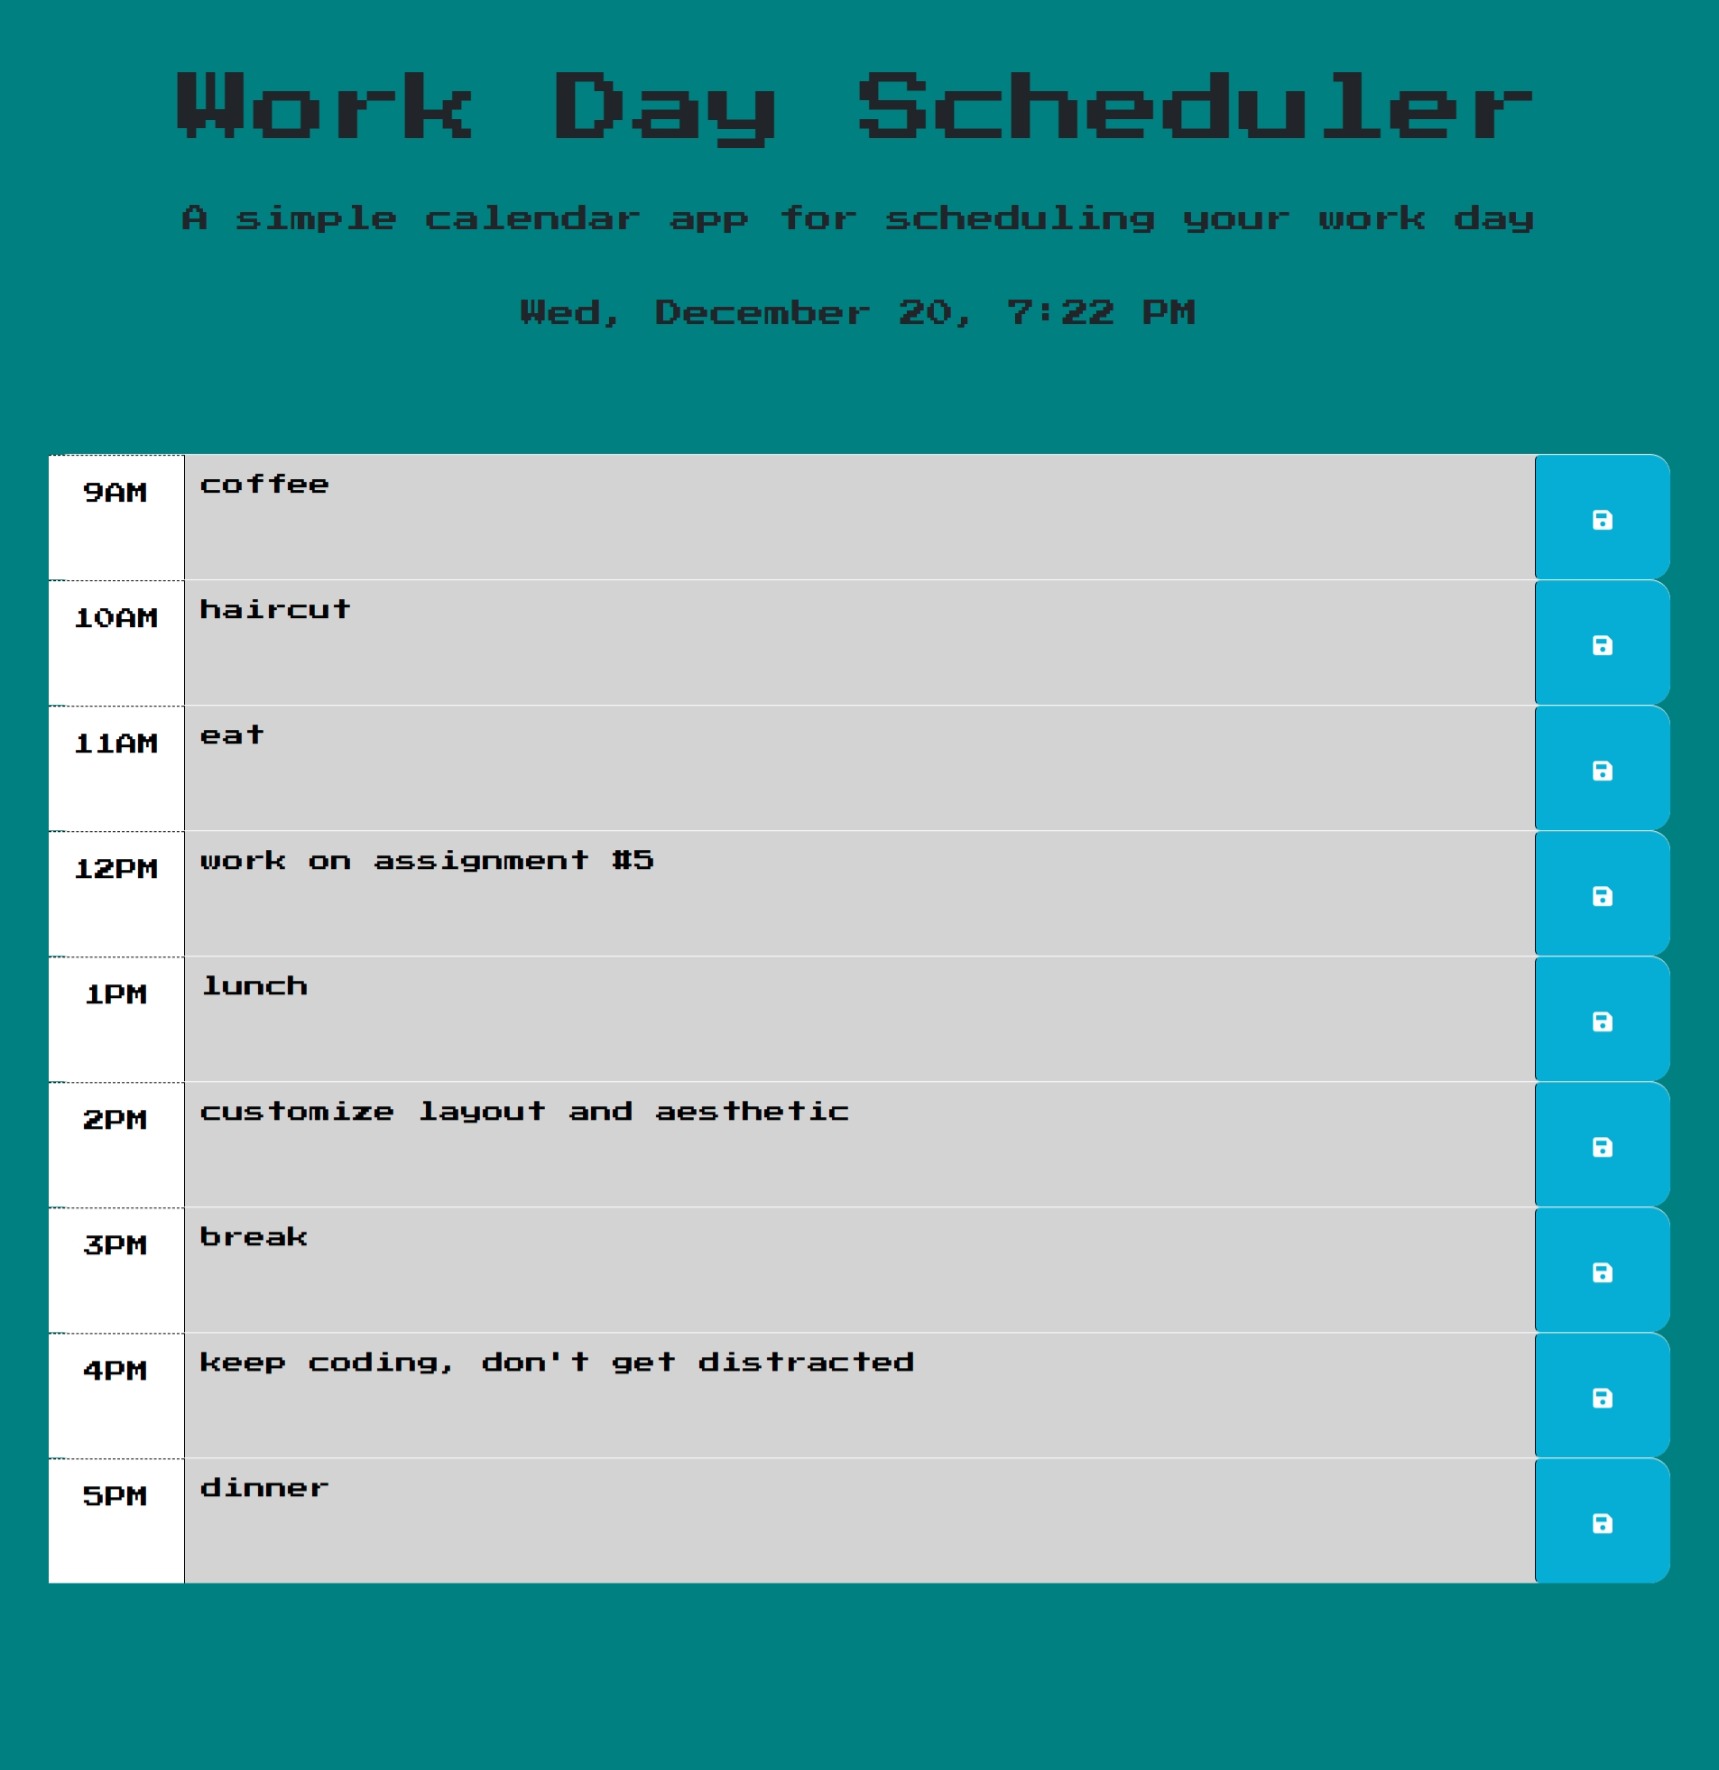 Work Day Scheduler
A simple calendar app for scheduling your work day
Wed, December 20, 7:22 PM
9AM coffee
10AM haircut
11AM eat
12PM work on assignment #5
1PM lunch
2PM customize layout and aesthetic
3PM break
4PM keep coding, don't get distracted
5PM dinner